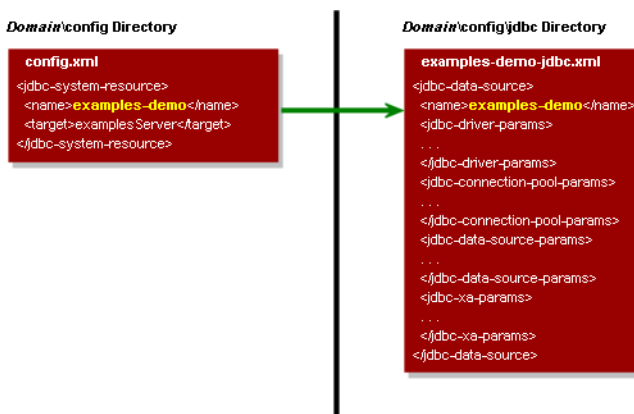 Domain\config Directory
config.xml
<jdbc-system-resource>
<name>examples-demo</name>
<target>examplesServer</target>
</jdbc-system-resource>
Domain\config\jdbc Directory
examples-demo-jdbc.xml
<jdbc-data-source>
<name>examples-demo</name>
<jdbc-driver-params>
. . .
</jdbc-driver-params>
<jdbc-connection-pool-params>
. . .
</jdbc-connection-pool-params>
<jdbc-data-source-params>
. . .
</jdbc-data-source-params>
<jdbc-xa-params>
. . .
</jdbc-xa-params>
</jdbc-data-source>